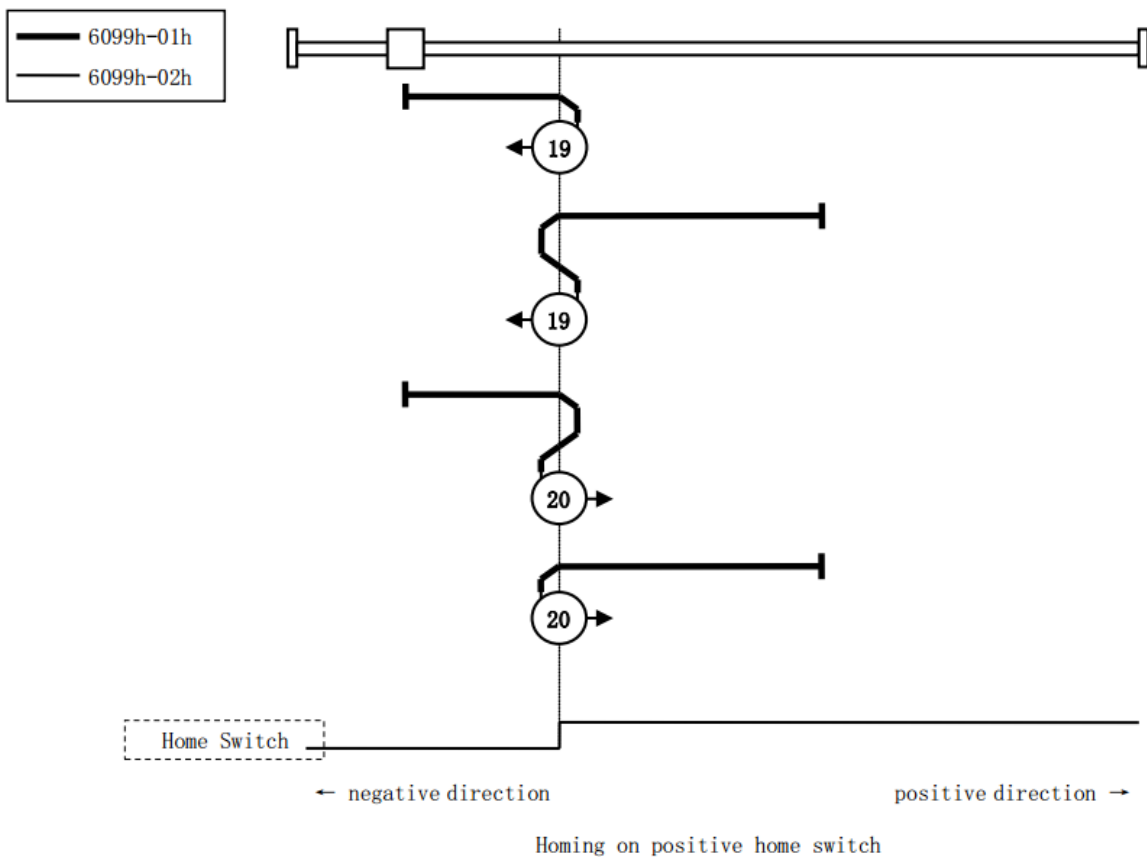 6099h-01h
6099h-02h
19
19
20
20
Home Switch
← negative direction
positive direction →
Homing on positive home switch